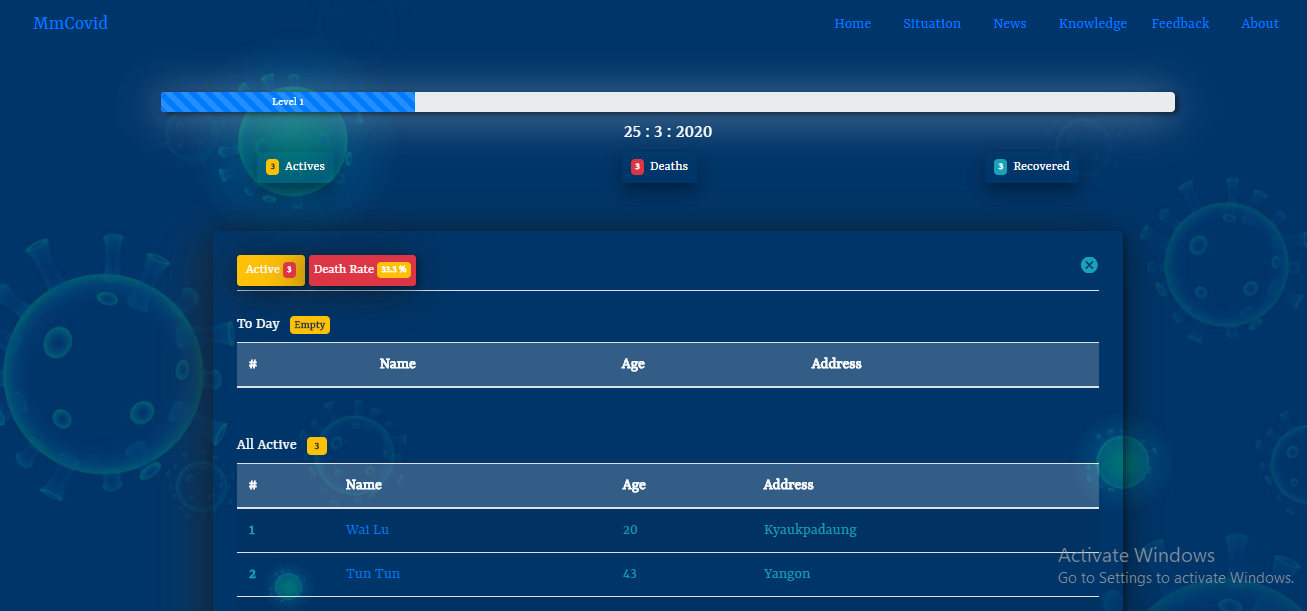 MmCovid Home Situation News Knowledge Feedback About
Level 1
25 : 3 : 2020
3 Actives 3 Deaths 3 Recovered
Active 3 Death Rate 33.3 %
To Day Empty
# Name Age Address
All Active 3
# Name Age Address
1 Wai Lu 20 Kyaukpadaung
2 Tun Tun 43 Yangon
Activate Windows
Go to Settings to activate Windows.